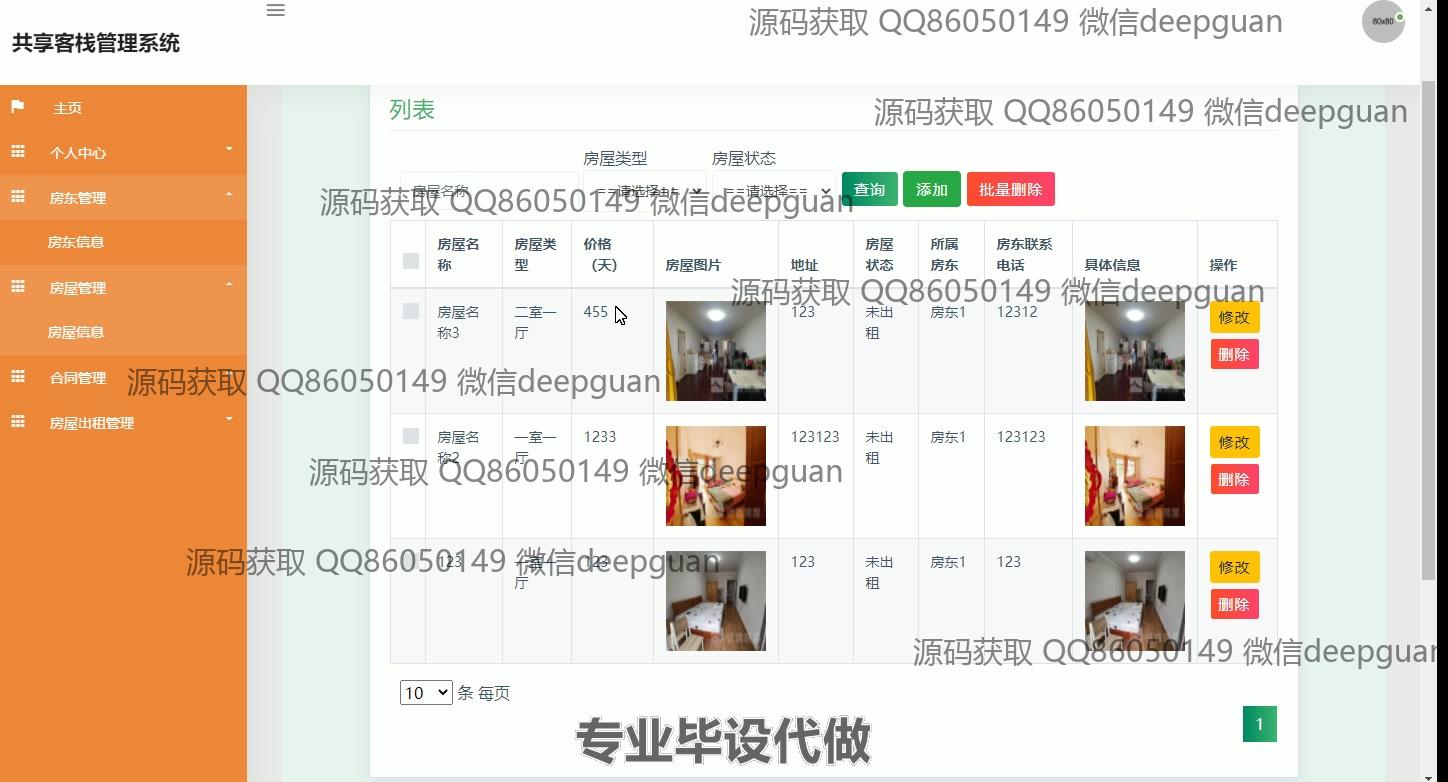 源码获取 QQ86050149 微信deepguan
80x80
共享客栈管理系统
主页
个人中心
房东管理
房东信息
房屋管理
房屋信息
合同管理
房屋出租管理
列表
源码获取 QQ86050149 微信deepguan
房屋类型
房屋状态
房屋名称
==请选择==
==请选择==
查询
添加
批量删除
源码获取 QQ86050149 微信deepguan
房屋名
称
房屋类
型
价格
（天）
房屋图片
地址
房屋
状态
所属
房东
房东联系
电话
具体信息
操作
源码获取 QQ86050149 微信deepguan
房屋名
称3
二室一
厅
455
123
未出
租
房东1
12312
修改
删除
源码获取 QQ86050149 微信deepguan
房屋名
称2
一室一
厅
1233
123123
未出
租
房东1
123123
修改
删除
源码获取 QQ86050149 微信deepguan
123
一室一
厅
123
123
未出
租
房东1
123
修改
删除
源码获取 QQ86050149 微信deepguan
源码获取 QQ86050149 微信deepguan
10 条 每页
1
专业毕设代做